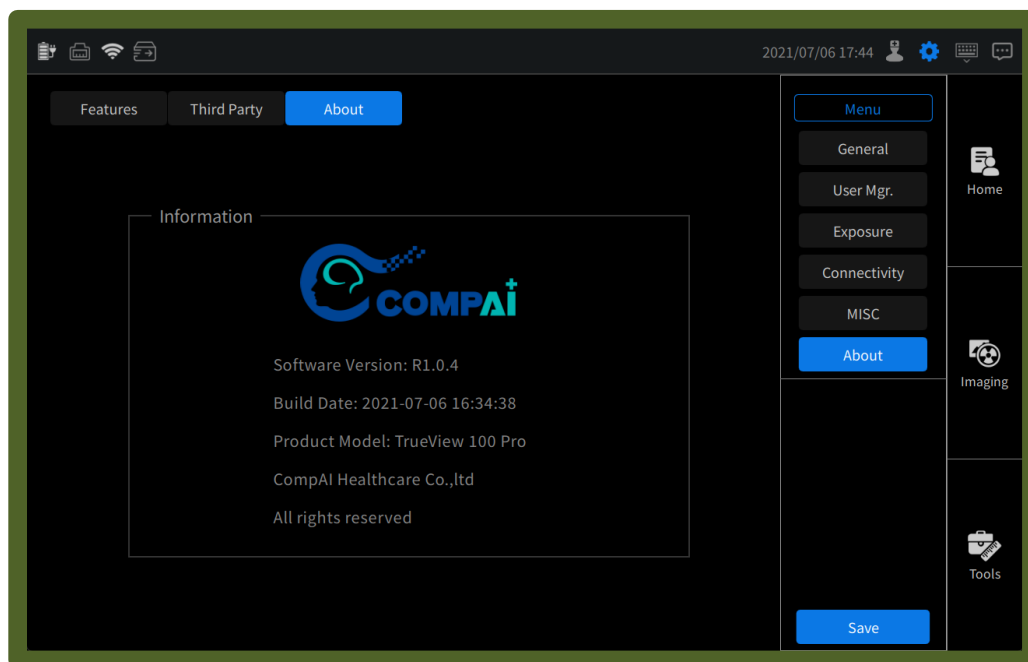 2021/07/06 17:44
Features
Third Party
About
Information
COMPAI
Software Version: R1.0.4
Build Date: 2021-07-06 16:34:38
Product Model: TrueView 100 Pro
CompAI Healthcare Co.,ltd
All rights reserved
Menu
General
User Mgr.
Exposure
Connectivity
MISC
About
Save
Home
Imaging
Tools